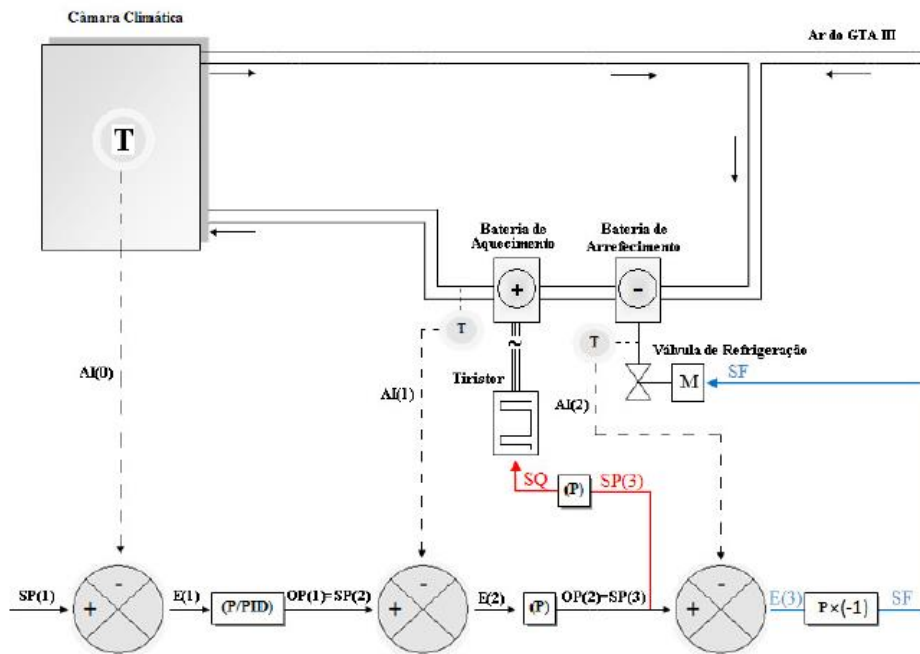 Câmara Climática
Ar do GTA III
T
Bateria de
Aquecimento
Bateria de
Arrefecimento
+
-
T
T
Válvula de Refrigeração
M
SF
Tiristor
AI(0)
AI(1)
AI(2)
SQ
(P)
SP(3)
SP(1)
+
-
E(1)
(P/PID)
OP(1)=SP(2)
+
-
E(2)
(P)
OP(2)=SP(3)
+
-
E(3)
P×(-1)
SF